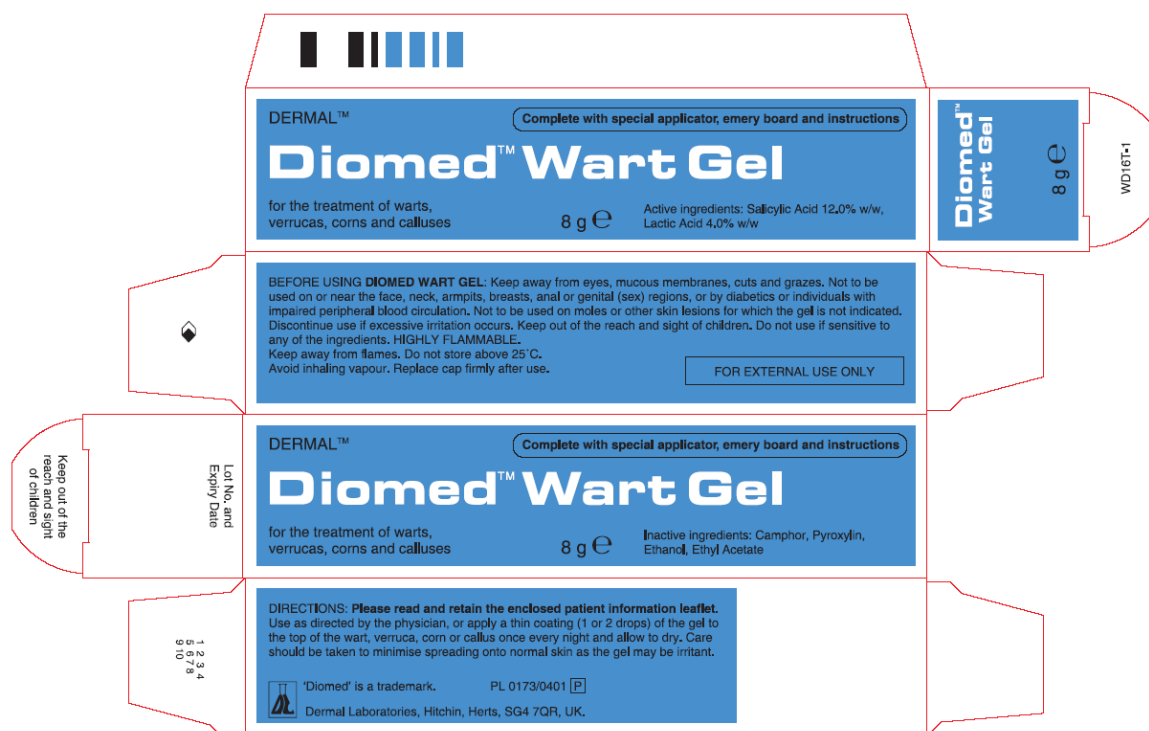 DERMAL™
Complete with special applicator, emery board and instructions
Diomed™ Wart Gel
for the treatment of warts,
verrucas, corns and calluses
8 g ℮
Active ingredients: Salicylic Acid 12.0% w/w,
Lactic Acid 4.0% w/w
Diomed™
Wart Gel
8 g ℮
WD16T-1
BEFORE USING DIOMED WART GEL: Keep away from eyes, mucous membranes, cuts and grazes. Not to be
used on or near the face, neck, armpits, breasts, anal or genital (sex) regions, or by diabetics or individuals with
impaired peripheral blood circulation. Not to be used on moles or other skin lesions for which the gel is not indicated.
Discontinue use if excessive irritation occurs. Keep out of the reach and sight of children. Do not use if sensitive to
any of the ingredients. HIGHLY FLAMMABLE.
Keep away from flames. Do not store above 25˚C.
Avoid inhaling vapour. Replace cap firmly after use.
FOR EXTERNAL USE ONLY
Keep out of the
reach and sight
of children
Lot No. and
Expiry Date
DERMAL™
Complete with special applicator, emery board and instructions
Diomed™ Wart Gel
for the treatment of warts,
verrucas, corns and calluses
8 g ℮
Inactive ingredients: Camphor, Pyroxylin,
Ethanol, Ethyl Acetate
1 2 3 4
5 6 7 8
9 10
DIRECTIONS: Please read and retain the enclosed patient information leaflet.
Use as directed by the physician, or apply a thin coating (1 or 2 drops) of the gel to
the top of the wart, verruca, corn or callus once every night and allow to dry. Care
should be taken to minimise spreading onto normal skin as the gel may be irritant.
'Diomed' is a trademark.
PL 0173/0401 P
Dermal Laboratories, Hitchin, Herts, SG4 7QR, UK.